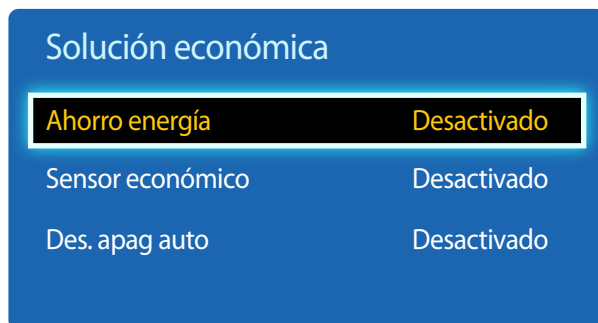 Solución económica
Ahorro energía Desactivado
Sensor económico Desactivado
Des. apag auto Desactivado